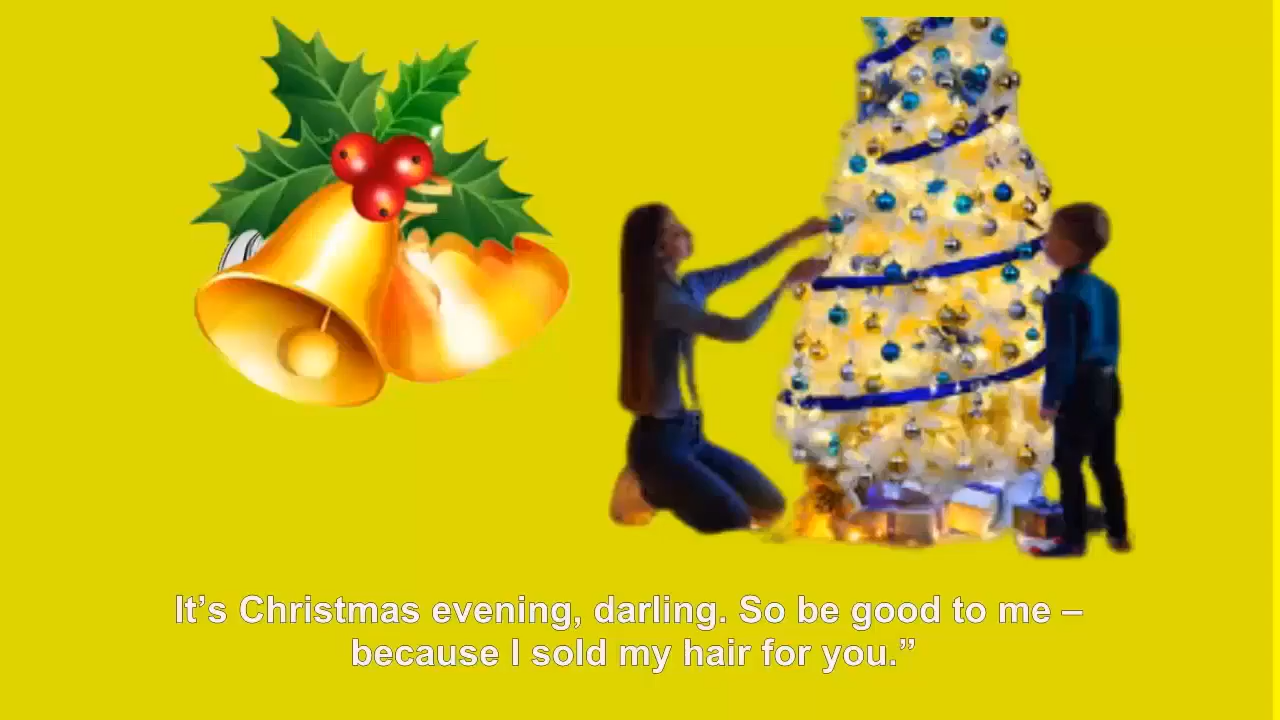 It’s Christmas evening, darling. So be good to me –
because I sold my hair for you.”